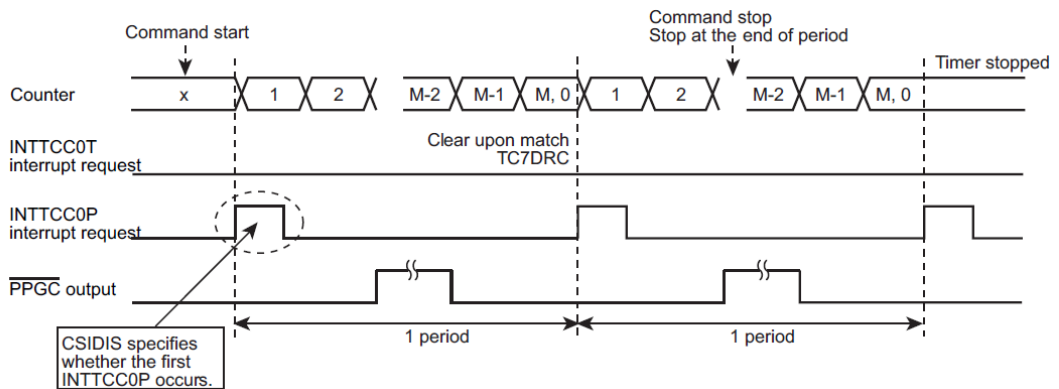 Command start
Command stop
Stop at the end of period
Timer stopped
Counter
x
1
2
M-2
M-1
M, 0
1
2
M-2
M-1
M, 0
Clear upon match
TC7DRC
INTTCC0T
interrupt request
INTTCC0P
interrupt request
PPGC output
1 period
1 period
CSIDIS specifies
whether the first
INTTCC0P occurs.